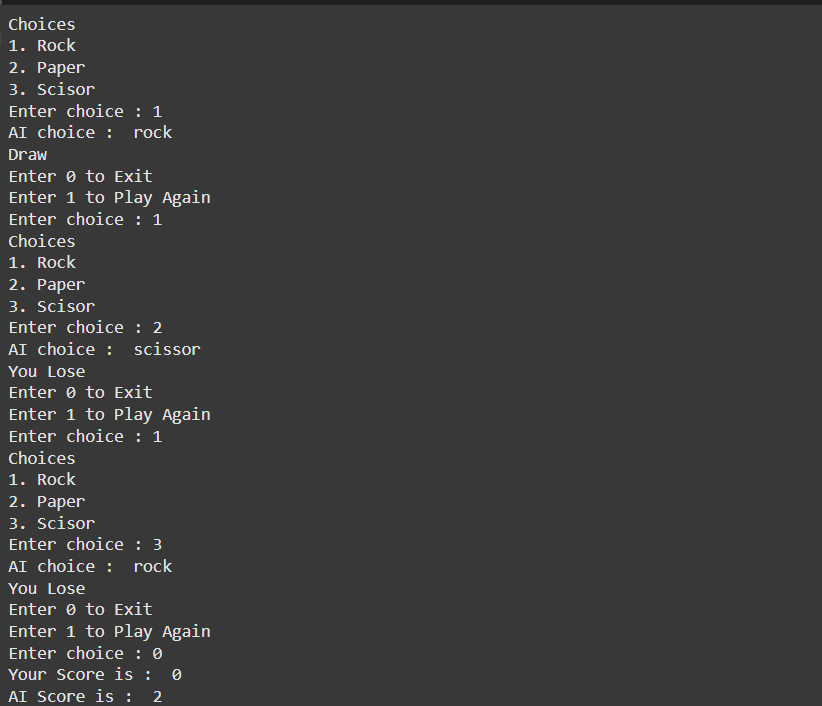 Choices
1. Rock
2. Paper
3. Scisor
Enter choice : 1
AI choice :  rock
Draw
Enter 0 to Exit
Enter 1 to Play Again
Enter choice : 1
Choices
1. Rock
2. Paper
3. Scisor
Enter choice : 2
AI choice :  scissor
You Lose
Enter 0 to Exit
Enter 1 to Play Again
Enter choice : 1
Choices
1. Rock
2. Paper
3. Scisor
Enter choice : 3
AI choice :  rock
You Lose
Enter 0 to Exit
Enter 1 to Play Again
Enter choice : 0
Your Score is :  0
AI Score is :  2